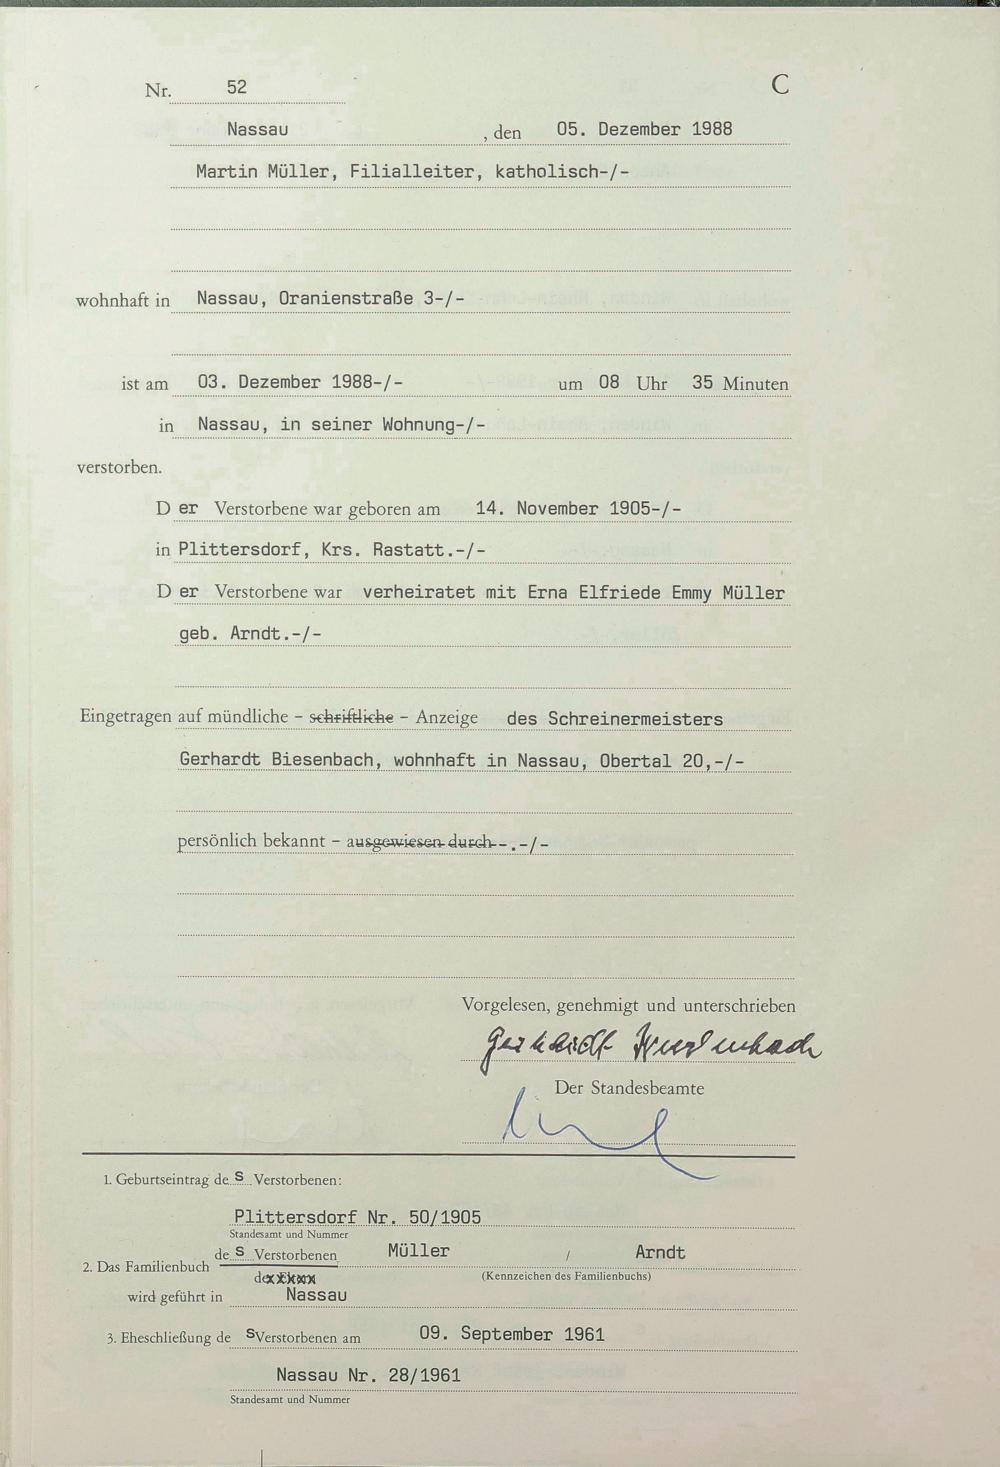 Nr. 52 C
Nassau , den 05. Dezember 1988
Martin Müller, Filialleiter, katholisch-/-
wohnhaft in Nassau, Oranienstraße 3-/-
ist am 03. Dezember 1988-/- um 08 Uhr 35 Minuten
in Nassau, in seiner Wohnung-/-
verstorben.
D er Verstorbene war geboren am 14. November 1905-/-
in Plittersdorf, Krs. Rastatt.-/-
D er Verstorbene war verheiratet mit Erna Elfriede Emmy Müller
geb. Arndt.-/-
Eingetragen auf mündliche - schriftliche - Anzeige des Schreinermeisters
Gerhardt Biesenbach, wohnhaft in Nassau, Obertal 20,-/-
persönlich bekannt - ausgewiesen durch--.-/-
Vorgelesen, genehmigt und unterschrieben
Gerhardt
Der Standesbeamte
1. Geburtseintrag de s Verstorbenen:
Plittersdorf Nr. 50/1905
Standesamt und Nummer
de s Verstorbenen Müller / Arndt
2. Das Familienbuch
(Kennzeichen des Familienbuchs)
wird geführt in Nassau
3. Eheschließung de s Verstorbenen am 09. September 1961
Nassau Nr. 28/1961
Standesamt und Nummer